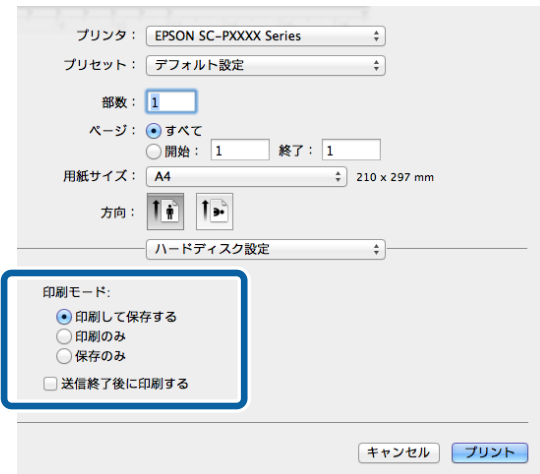 プリンタ： EPSON SC-PXXXX Series
プリセット： デフォルト設定
部数： 1
ページ： すべて
開始： 1 終了： 1
用紙サイズ： A4 210 x 297 mm
方向：
ハードディスク設定
印刷モード:
印刷して保存する
印刷のみ
保存のみ
送信終了後に印刷する
キャンセル プリント